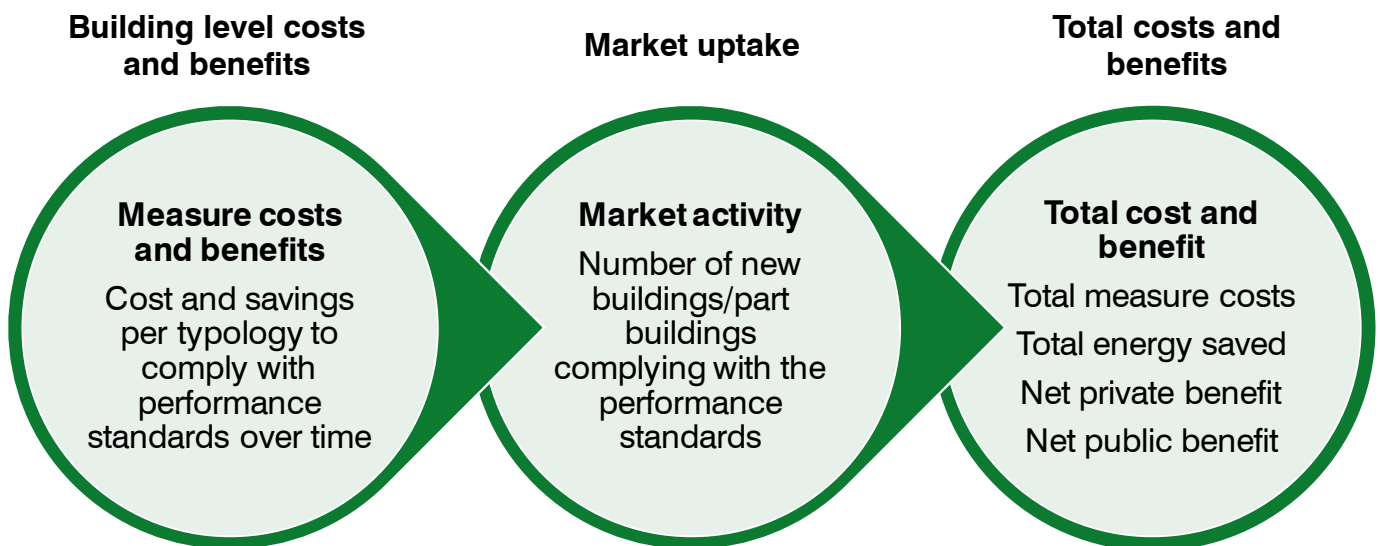 Building level costs
and benefits
Market uptake
Total costs and
benefits
Measure costs
and benefits
Cost and savings
per typology to
comply with
performance
standards over time
Market activity
Number of new
buildings/part
buildings
complying with the
performance
standards
Total cost and
benefit
Total measure costs
Total energy saved
Net private benefit
Net public benefit